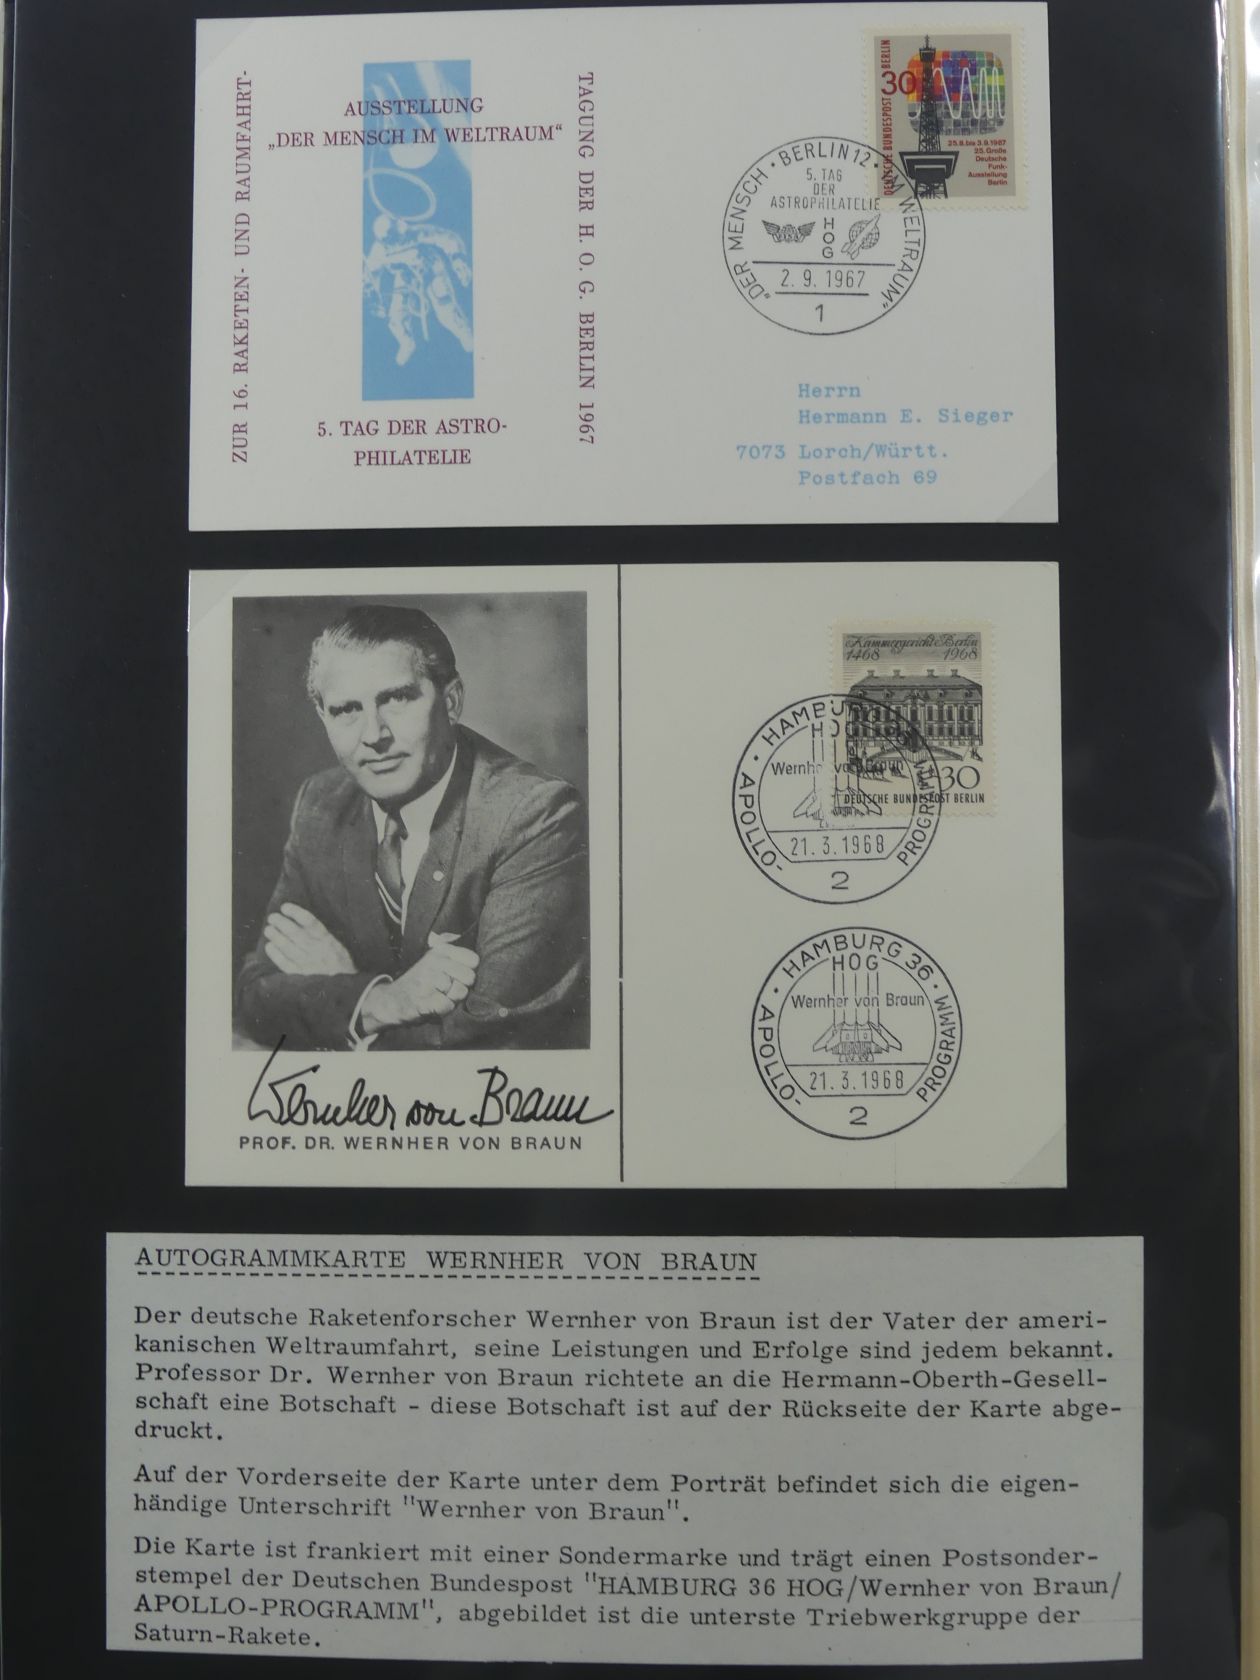 ZUR 16. RAKETEN- UND RAUMFAHRT-
AUSSTELLUNG
„DER MENSCH IM WELTRAUM“
5. TAG DER ASTRO-
PHILATELIE
TAGUNG DER H. O. G. BERLIN 1967
DEUTSCHE BUNDESPOST BERLIN
30
25.8. bis 3.9.1967
25. Große
Deutsche
Funk-
Ausstellung
Berlin
BERLIN 12
„DER MENSCH IM WELTRAUM“
5. TAG
DER
ASTROPHILATELIE
HOG
2.9.1967
1
Herrn
Hermann E. Sieger
7073 Lorch/Württ.
Postfach 69
Wernher von Braun
PROF. DR. WERNHER VON BRAUN
Kammergericht Berlin
1468 1968
30
DEUTSCHE BUNDESPOST BERLIN
HAMBURG
HOG
Wernher von Braun
APOLLO- PROGRAMM
21.3.1968
2
HAMBURG 36
HOG
Wernher von Braun
APOLLO- PROGRAMM
21.3.1968
2
AUTOGRAMMKARTE WERNHER VON BRAUN
Der deutsche Raketenforscher Wernher von Braun ist der Vater der ameri-
kanischen Weltraumfahrt, seine Leistungen und Erfolge sind jedem bekannt.
Professor Dr. Wernher von Braun richtete an die Hermann-Oberth-Gesell-
schaft eine Botschaft - diese Botschaft ist auf der Rückseite der Karte abge-
druckt.
Auf der Vorderseite der Karte unter dem Porträt befindet sich die eigen-
händige Unterschrift "Wernher von Braun".
Die Karte ist frankiert mit einer Sondermarke und trägt einen Postsonder-
stempel der Deutschen Bundespost "HAMBURG 36 HOG/Wernher von Braun/
APOLLO-PROGRAMM", abgebildet ist die unterste Triebwerkgruppe der
Saturn-Rakete.